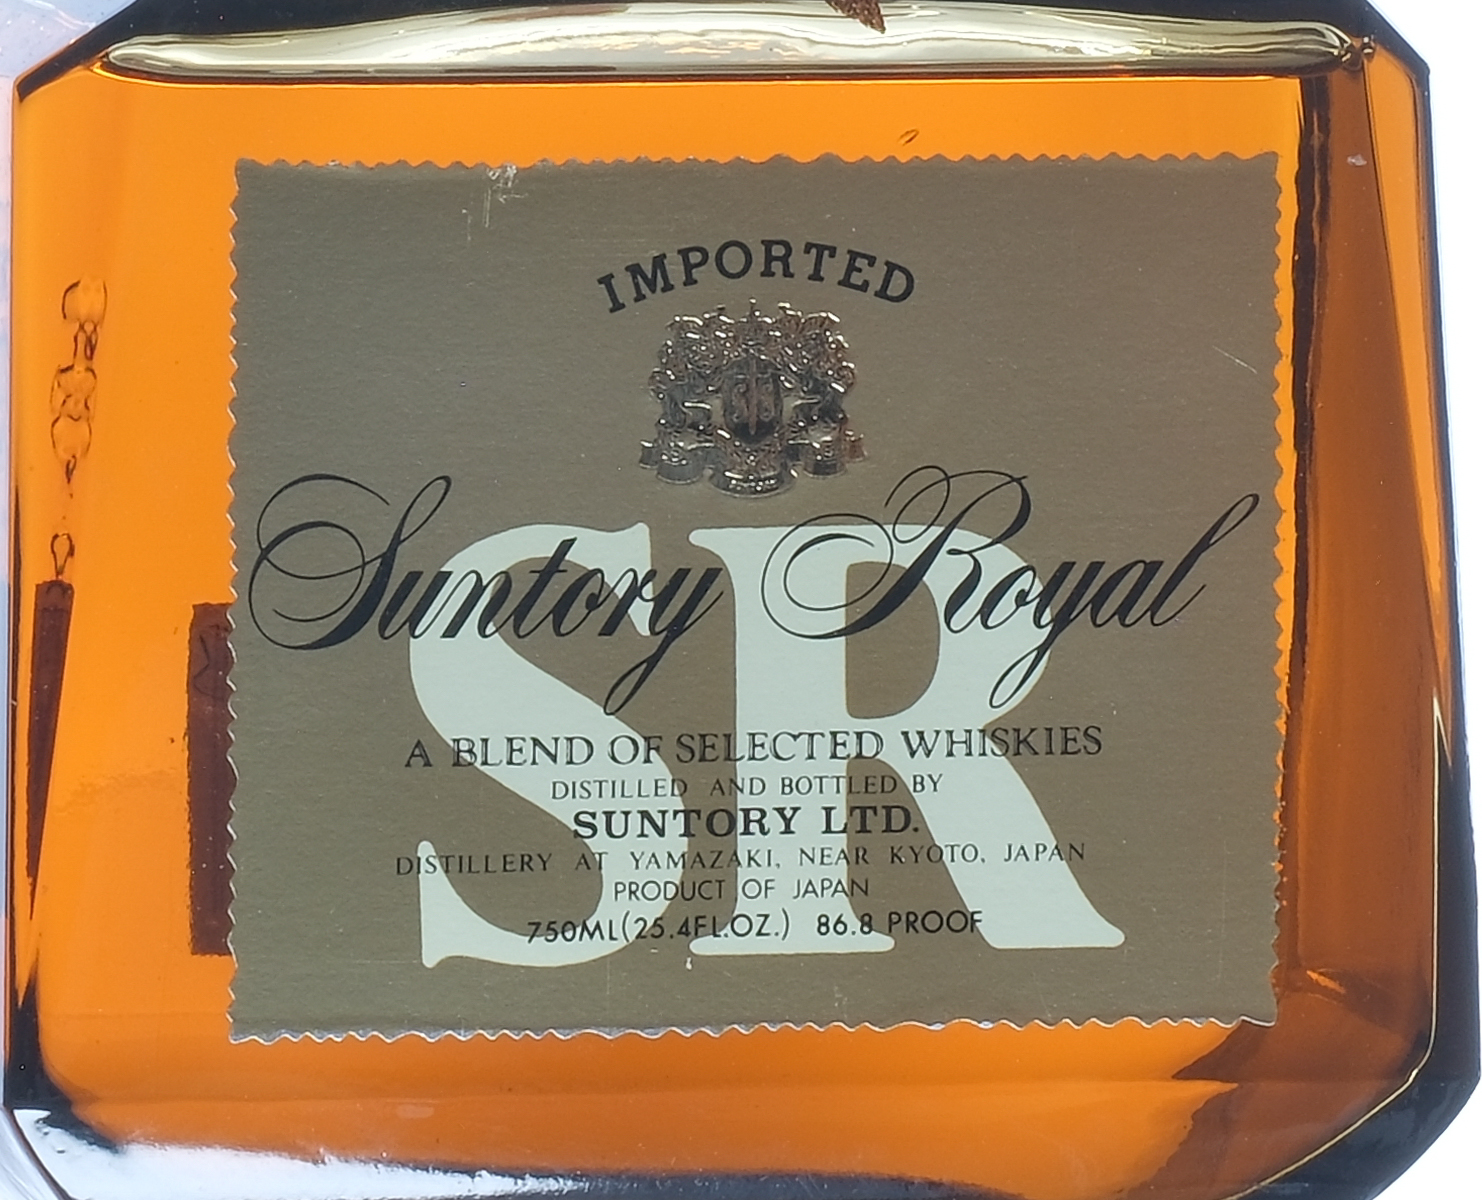 IMPORTED
Suntory Royal
SR
A BLEND OF SELECTED WHISKIES
DISTILLED AND BOTTLED BY
SUNTORY LTD.
DISTILLERY AT YAMAZAKI, NEAR KYOTO, JAPAN
PRODUCT OF JAPAN
750ML(25.4FL.OZ.) 86.8 PROOF